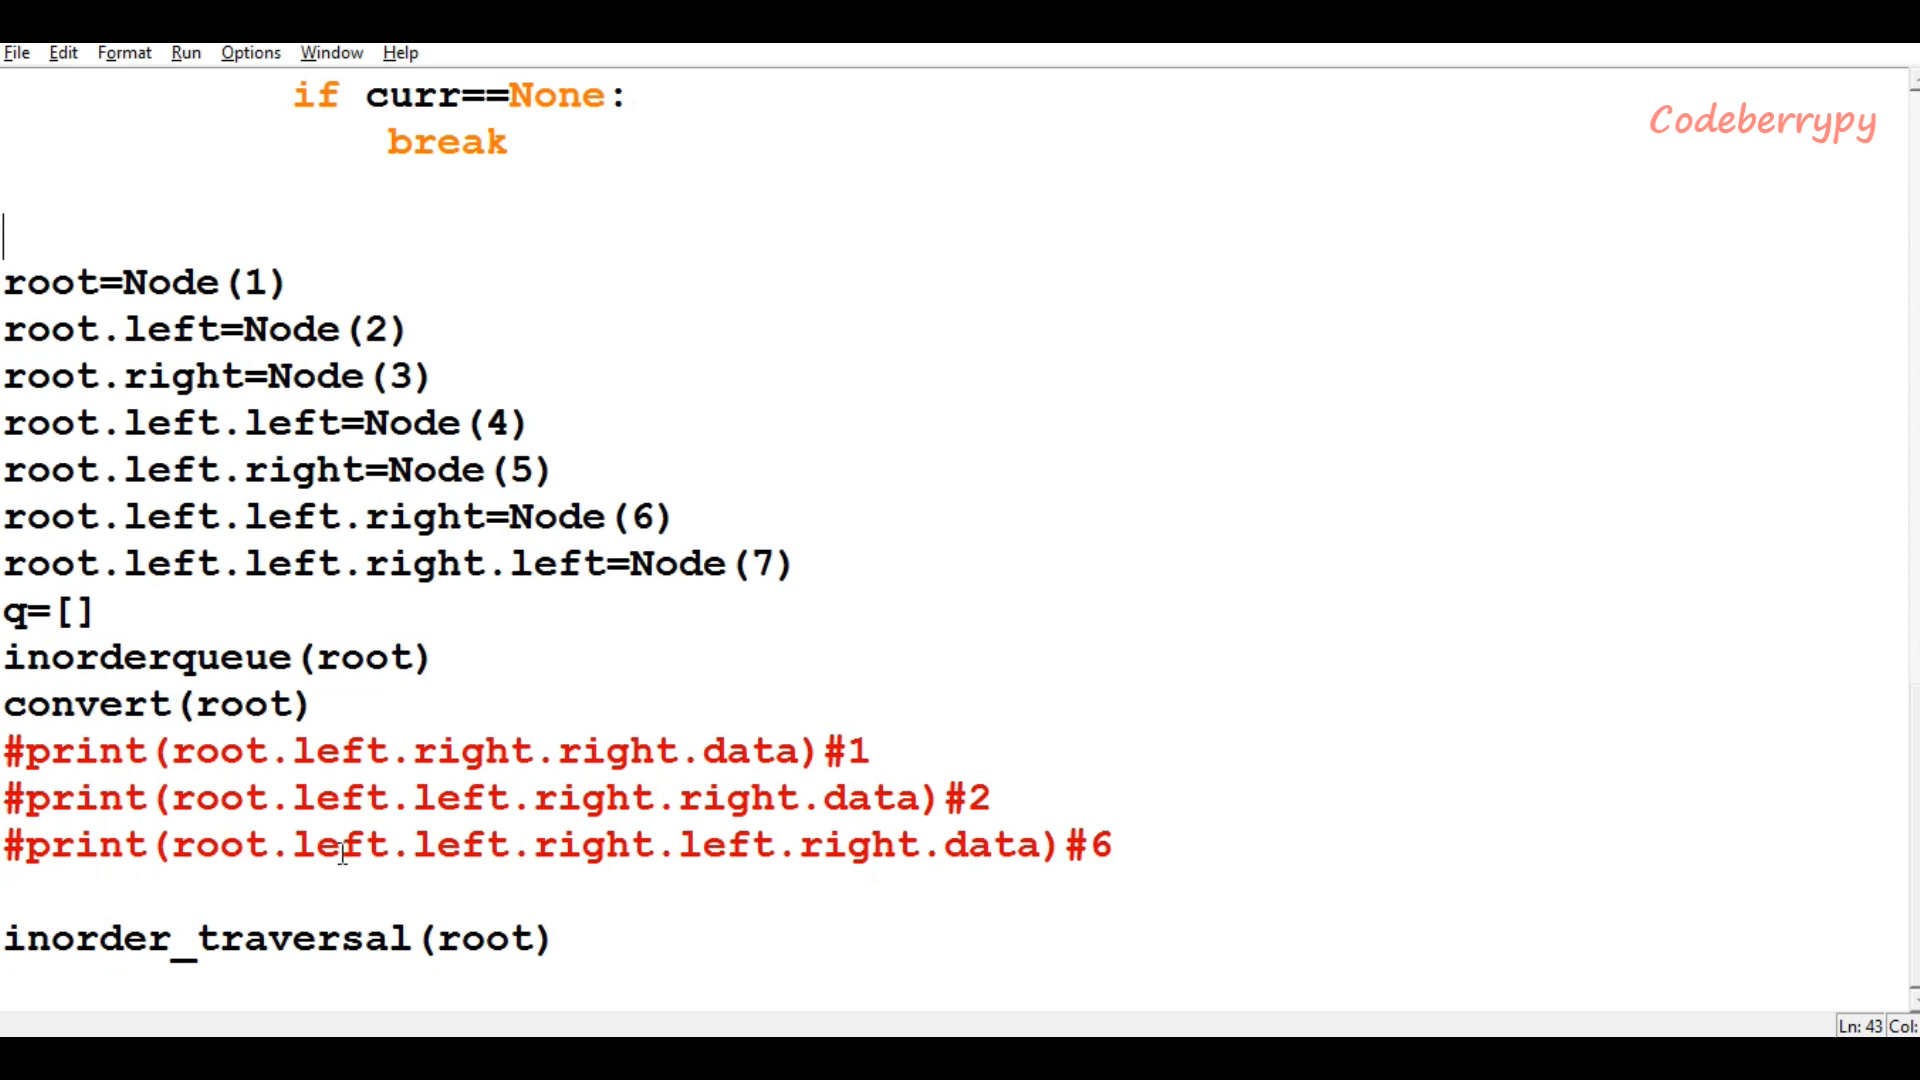 File Edit Format Run Options Window Help
if curr==None:
break
Codeberrypy
root=Node(1)
root.left=Node(2)
root.right=Node(3)
root.left.left=Node(4)
root.left.right=Node(5)
root.left.left.right=Node(6)
root.left.left.right.left=Node(7)
q=[]
inorderqueue(root)
convert(root)
#print(root.left.right.right.data)#1
#print(root.left.left.right.right.data)#2
#print(root.left.left.right.left.right.data)#6
inorder_traversal(root)
Ln: 43 Col: